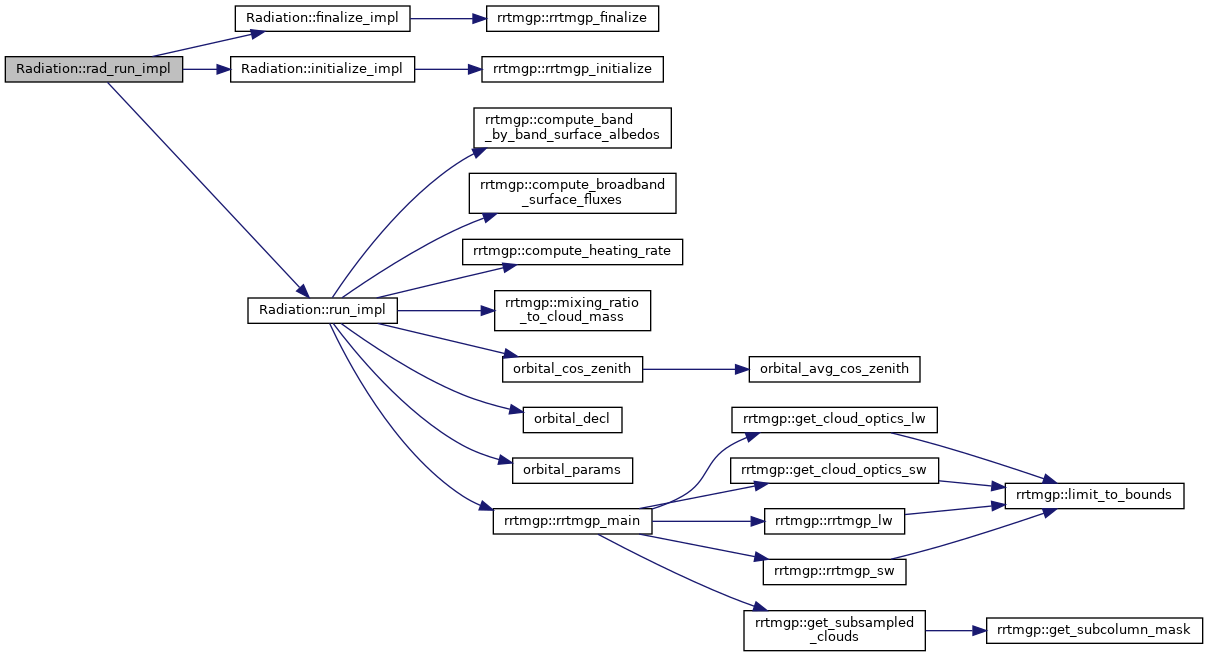 Radiation::rad_run_impl
Radiation::finalize_impl
rrtmgp::rrtmgp_finalize
Radiation::initialize_impl
rrtmgp::rrtmgp_initialize
Radiation::run_impl
rrtmgp::compute_band
_by_band_surface_albedos
rrtmgp::compute_broadband
_surface_fluxes
rrtmgp::compute_heating_rate
rrtmgp::mixing_ratio
_to_cloud_mass
orbital_cos_zenith
orbital_avg_cos_zenith
orbital_decl
orbital_params
rrtmgp::rrtmgp_main
rrtmgp::get_cloud_optics_lw
rrtmgp::get_cloud_optics_sw
rrtmgp::rrtmgp_lw
rrtmgp::rrtmgp_sw
rrtmgp::limit_to_bounds
rrtmgp::get_subsampled
_clouds
rrtmgp::get_subcolumn_mask